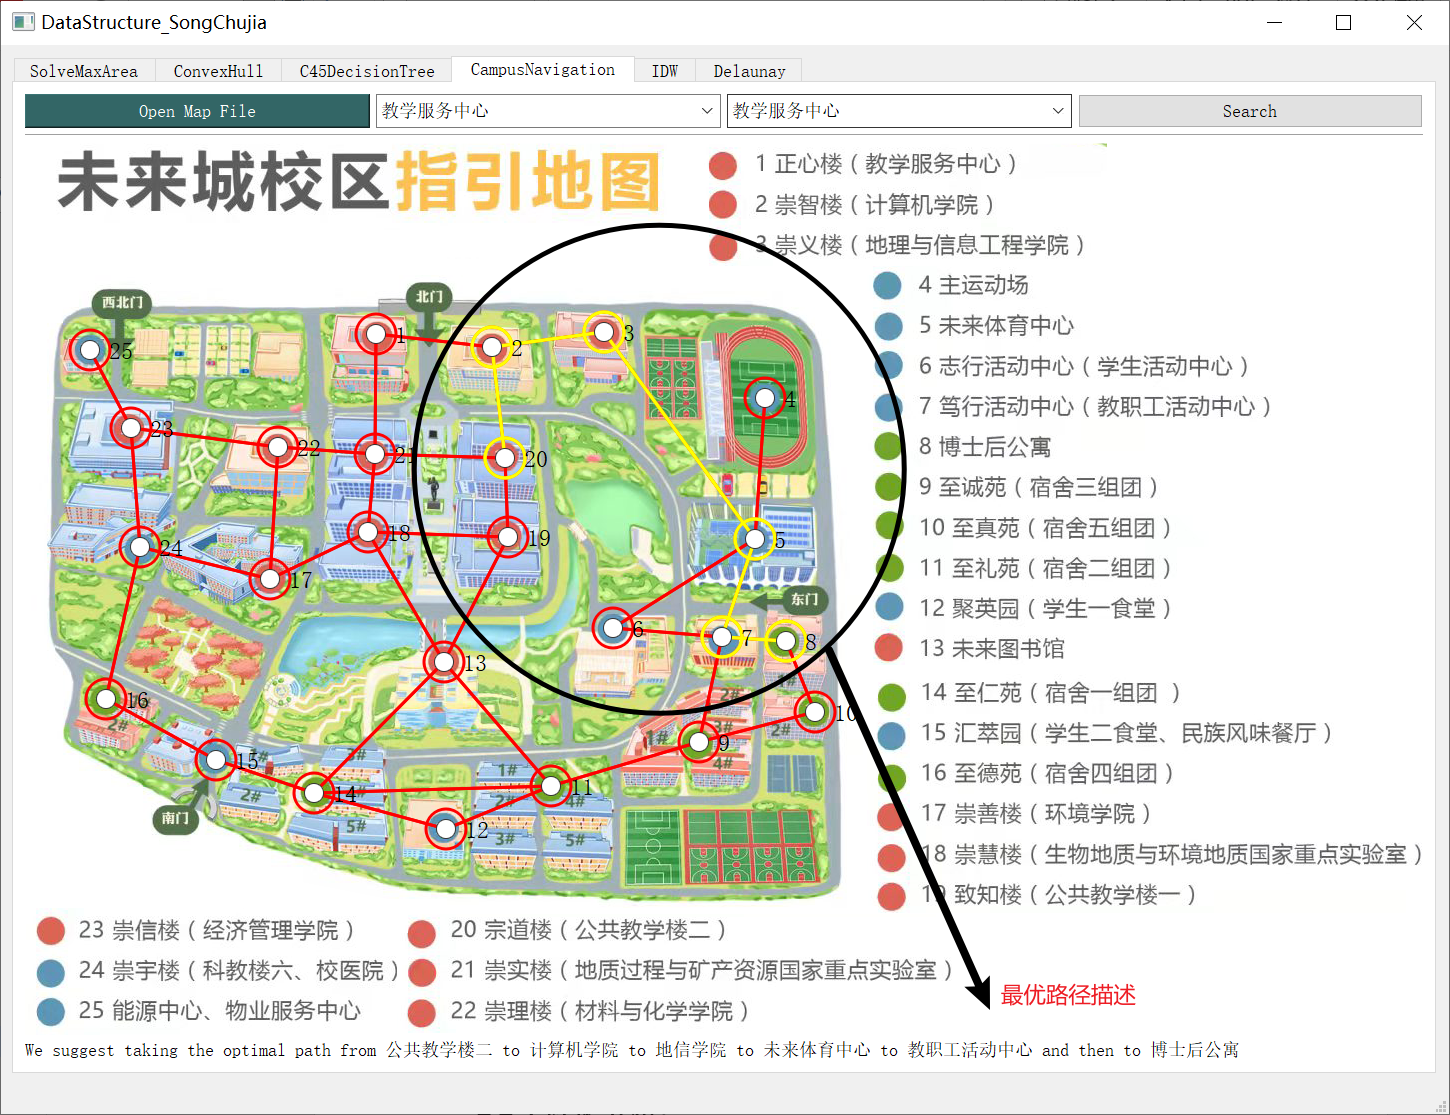 DataStructure_SongChujia
SolveMaxArea ConvexHull C45DecisionTree CampusNavigation IDW Delaunay
Open Map File 教学服务中心 教学服务中心 Search
未来城校区指引地图
1 正心楼（教学服务中心）
2 崇智楼（计算机学院）
3 崇义楼（地理与信息工程学院）
4 主运动场
5 未来体育中心
6 志行活动中心（学生活动中心）
7 笃行活动中心（教职工活动中心）
8 博士后公寓
9 至诚苑（宿舍三组团）
10 至真苑（宿舍五组团）
11 至礼苑（宿舍二组团）
12 聚英园（学生一食堂）
13 未来图书馆
14 至仁苑（宿舍一组团 ）
15 汇萃园（学生二食堂、民族风味餐厅）
16 至德苑（宿舍四组团）
17 崇善楼（环境学院）
18 崇慧楼（生物地质与环境地质国家重点实验室）
19 致知楼（公共教学楼一）
西北门
北门
1
2
3
25
4
23
22
21
20
18
19
5
24
17
东门
6
7
8
13
16
2#
2#
1#
10
1#
3#
2#
9
4#
15
1#
3#
1#
2#
14
2#
4#
11
南门
5#
12
3#
5#
23 崇信楼（经济管理学院）
24 崇宇楼（科教楼六、校医院）
25 能源中心、物业服务中心
20 宗道楼（公共教学楼二）
21 崇实楼（地质过程与矿产资源国家重点实验室）
22 崇理楼（材料与化学学院）
最优路径描述
We suggest taking the optimal path from 公共教学楼二 to 计算机学院 to 地信学院 to 未来体育中心 to 教职工活动中心 and then to 博士后公寓